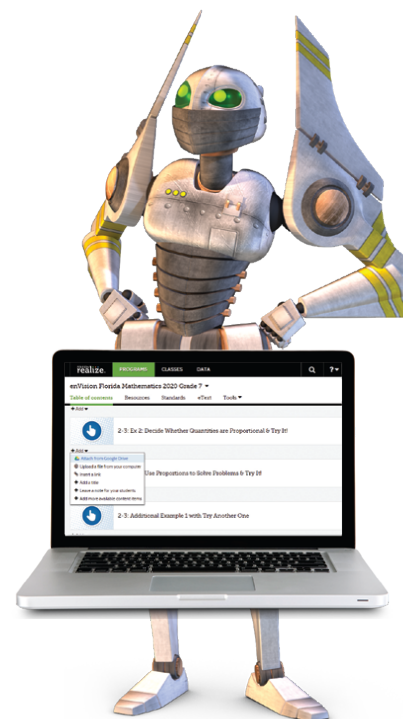 realize.
PROGRAMS CLASSES DATA ?
enVision Florida Mathematics 2020 Grade 7
Table of contents Resources Standards eText Tools
+ Add
2-3: Ex 2: Decide Whether Quantities are Proportional & Try It!
+ Add
Attach from Google Drive
Upload a file from your computer
Insert a link
Use Proportions to Solve Problems & Try It!
Add a note
Leave a note for your students
Add more available content items
2-3: Additional Example 1 with Try Another One